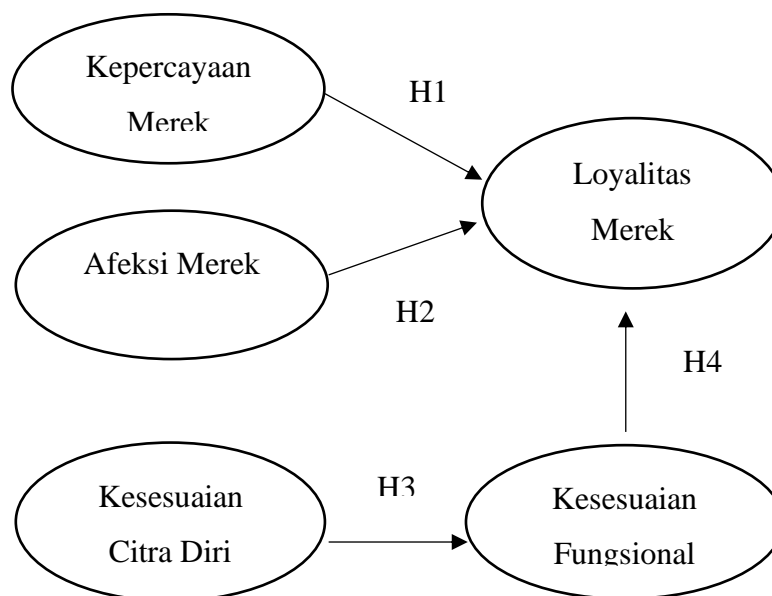 Kepercayaan
Merek
H1
Loyalitas
Merek
Afeksi Merek
H2
H4
Kesesuaian
Citra Diri
H3
Kesesuaian
Fungsional